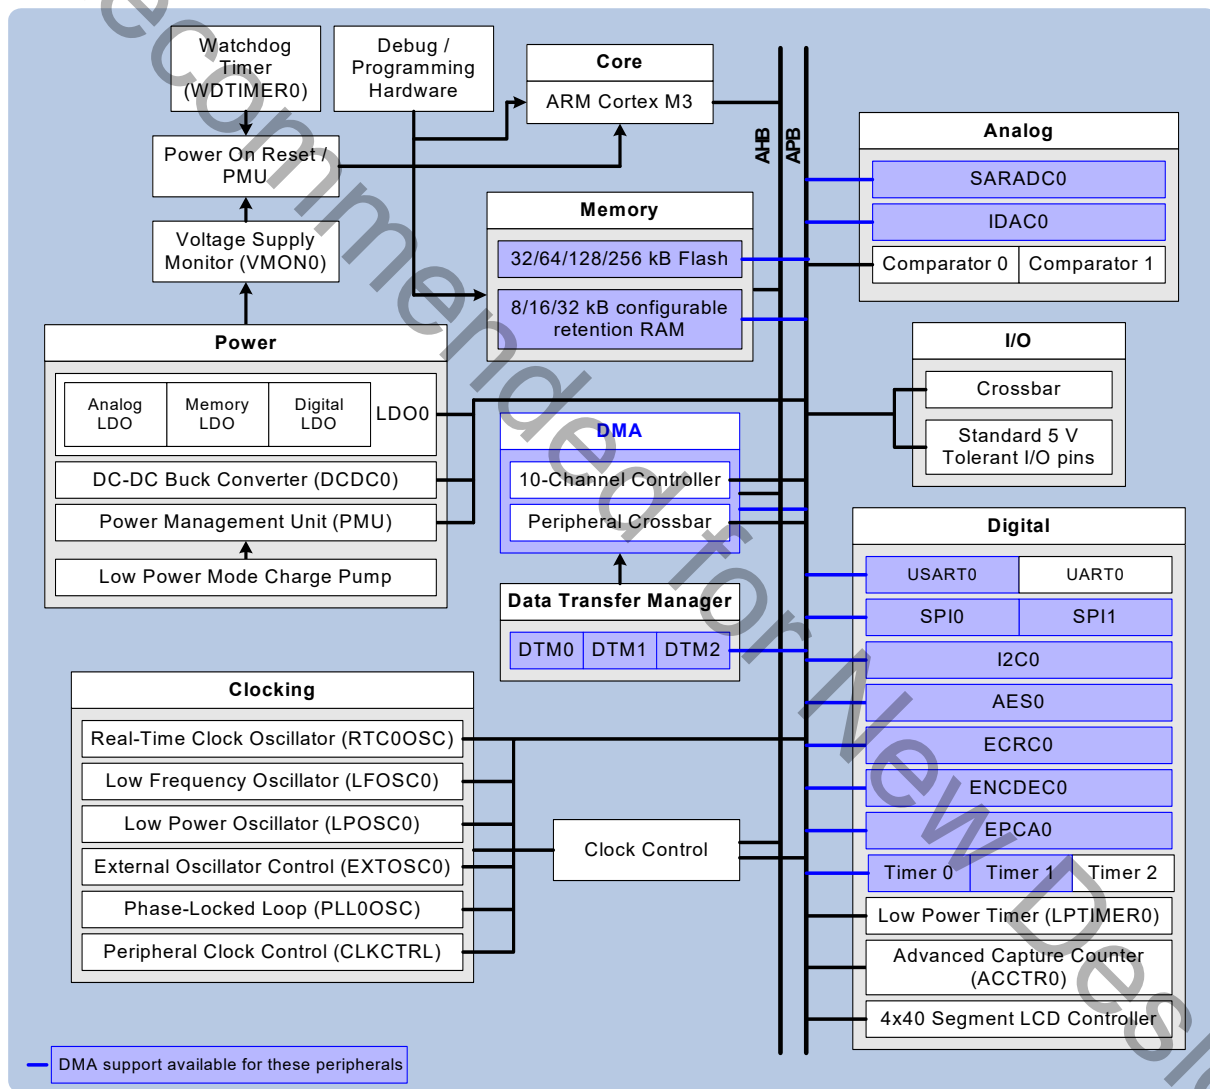 Watchdog
Timer
(WDTIMER0)
Debug /
Programming
Hardware
Core
ARM Cortex M3
Power On Reset /
PMU
Voltage Supply
Monitor (VMON0)
Memory
32/64/128/256 kB Flash
8/16/32 kB configurable
retention RAM
AHB
APB
Analog
SARADC0
IDAC0
Comparator 0
Comparator 1
Power
Analog
LDO
Memory
LDO
Digital
LDO
LDO0
DC-DC Buck Converter (DCDC0)
Power Management Unit (PMU)
Low Power Mode Charge Pump
DMA
10-Channel Controller
Peripheral Crossbar
Data Transfer Manager
DTM0
DTM1
DTM2
I/O
Crossbar
Standard 5 V
Tolerant I/O pins
Digital
USART0
UART0
SPI0
SPI1
I2C0
AES0
ECRC0
ENCDEC0
EPCA0
Timer 0
Timer 1
Timer 2
Low Power Timer (LPTIMER0)
Advanced Capture Counter
(ACCTR0)
4x40 Segment LCD Controller
Clocking
Real-Time Clock Oscillator (RTC0OSC)
Low Frequency Oscillator (LFOSC0)
Low Power Oscillator (LPOSC0)
External Oscillator Control (EXTOSC0)
Phase-Locked Loop (PLL0OSC)
Peripheral Clock Control (CLKCTRL)
Clock Control
DMA support available for these peripherals
ecommended for New Desi